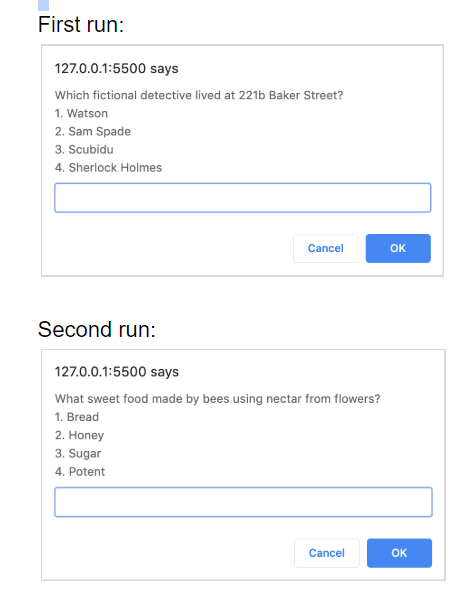 First run:
127.0.0.1:5500 says
Which fictional detective lived at 221b Baker Street?
1. Watson
2. Sam Spade
3. Scubidu
4. Sherlock Holmes
Cancel OK
Second run:
127.0.0.1:5500 says
What sweet food made by bees using nectar from flowers?
1. Bread
2. Honey
3. Sugar
4. Potent
Cancel OK